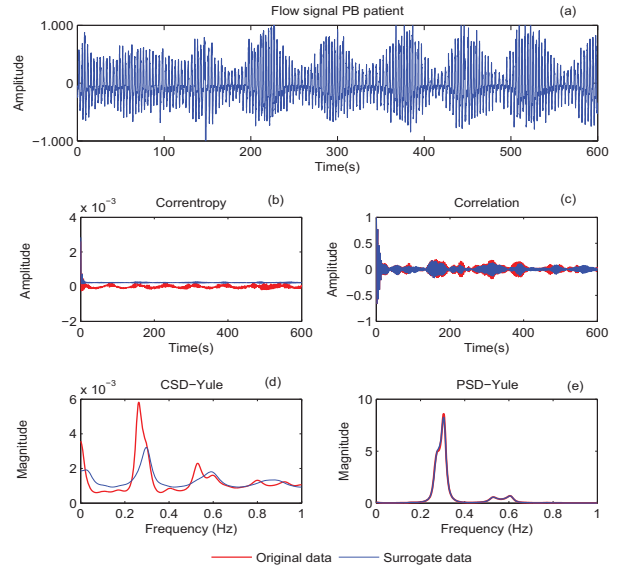 Flow signal PB patient (a)
1.000
0
−1.000
Amplitude
0 100 200 300 400 500 600
Time(s)
Correntropy (b)
x 10⁻³
4
2
0
−2
Amplitude
0 200 400 600
Time(s)
Correlation (c)
1
0.5
0
−0.5
−1
Amplitude
0 200 400 600
Time(s)
CSD−Yule (d)
x 10⁻³
6
4
2
0
Magnitude
0 0.2 0.4 0.6 0.8 1
Frequency (Hz)
PSD−Yule (e)
10
5
0
Magnitude
0 0.2 0.4 0.6 0.8 1
Frequency (Hz)
Original data Surrogate data